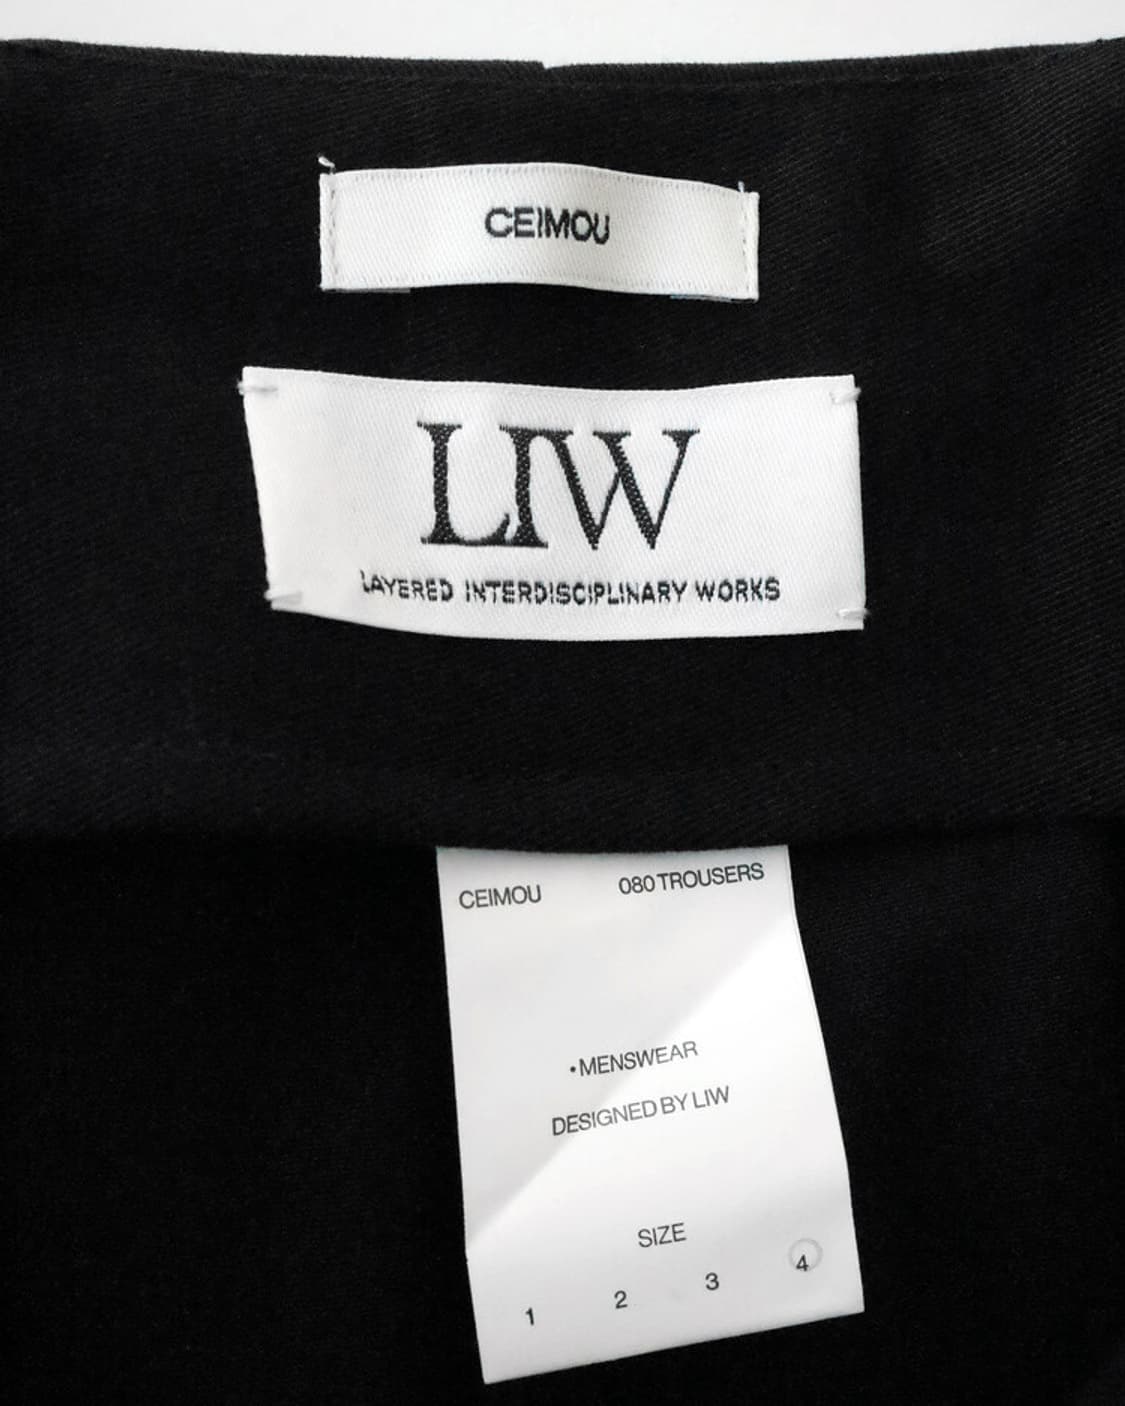 CEIMOU
LIW
LAYERED INTERDISCIPLINARY WORKS
CEIMOU 080 TROUSERS
•MENSWEAR
DESIGNED BY LIW
SIZE
1 2 3 4